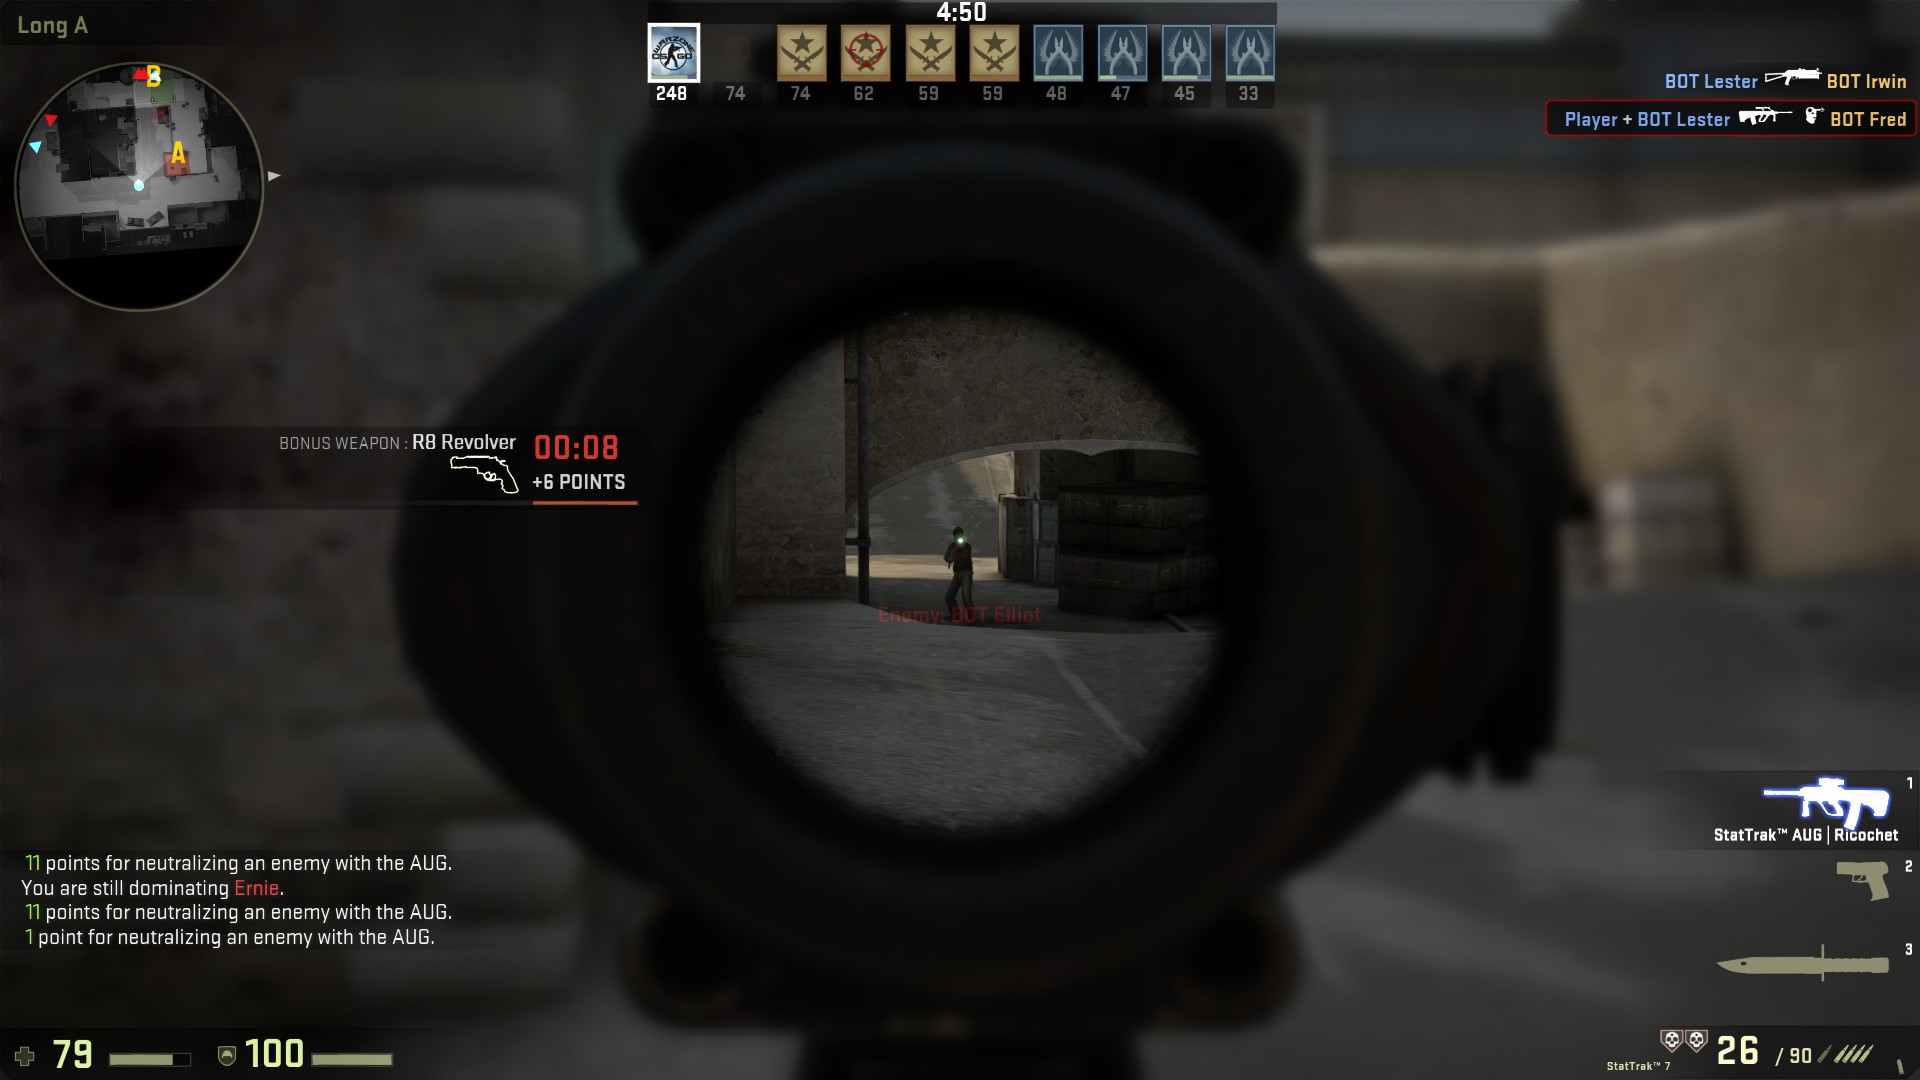 Long A
4:50
B
A
WARZONE
CS GO
248 74 74 62 59 59 48 47 45 33
BOT Lester BOT Irwin
Player + BOT Lester BOT Fred
BONUS WEAPON : R8 Revolver 00:08
+6 POINTS
Enemy: BOT Elliot
1
StatTrak™ AUG | Ricochet
2
3
11 points for neutralizing an enemy with the AUG.
You are still dominating Ernie.
11 points for neutralizing an enemy with the AUG.
1 point for neutralizing an enemy with the AUG.
79 100
StatTrak™ 7 26 / 90